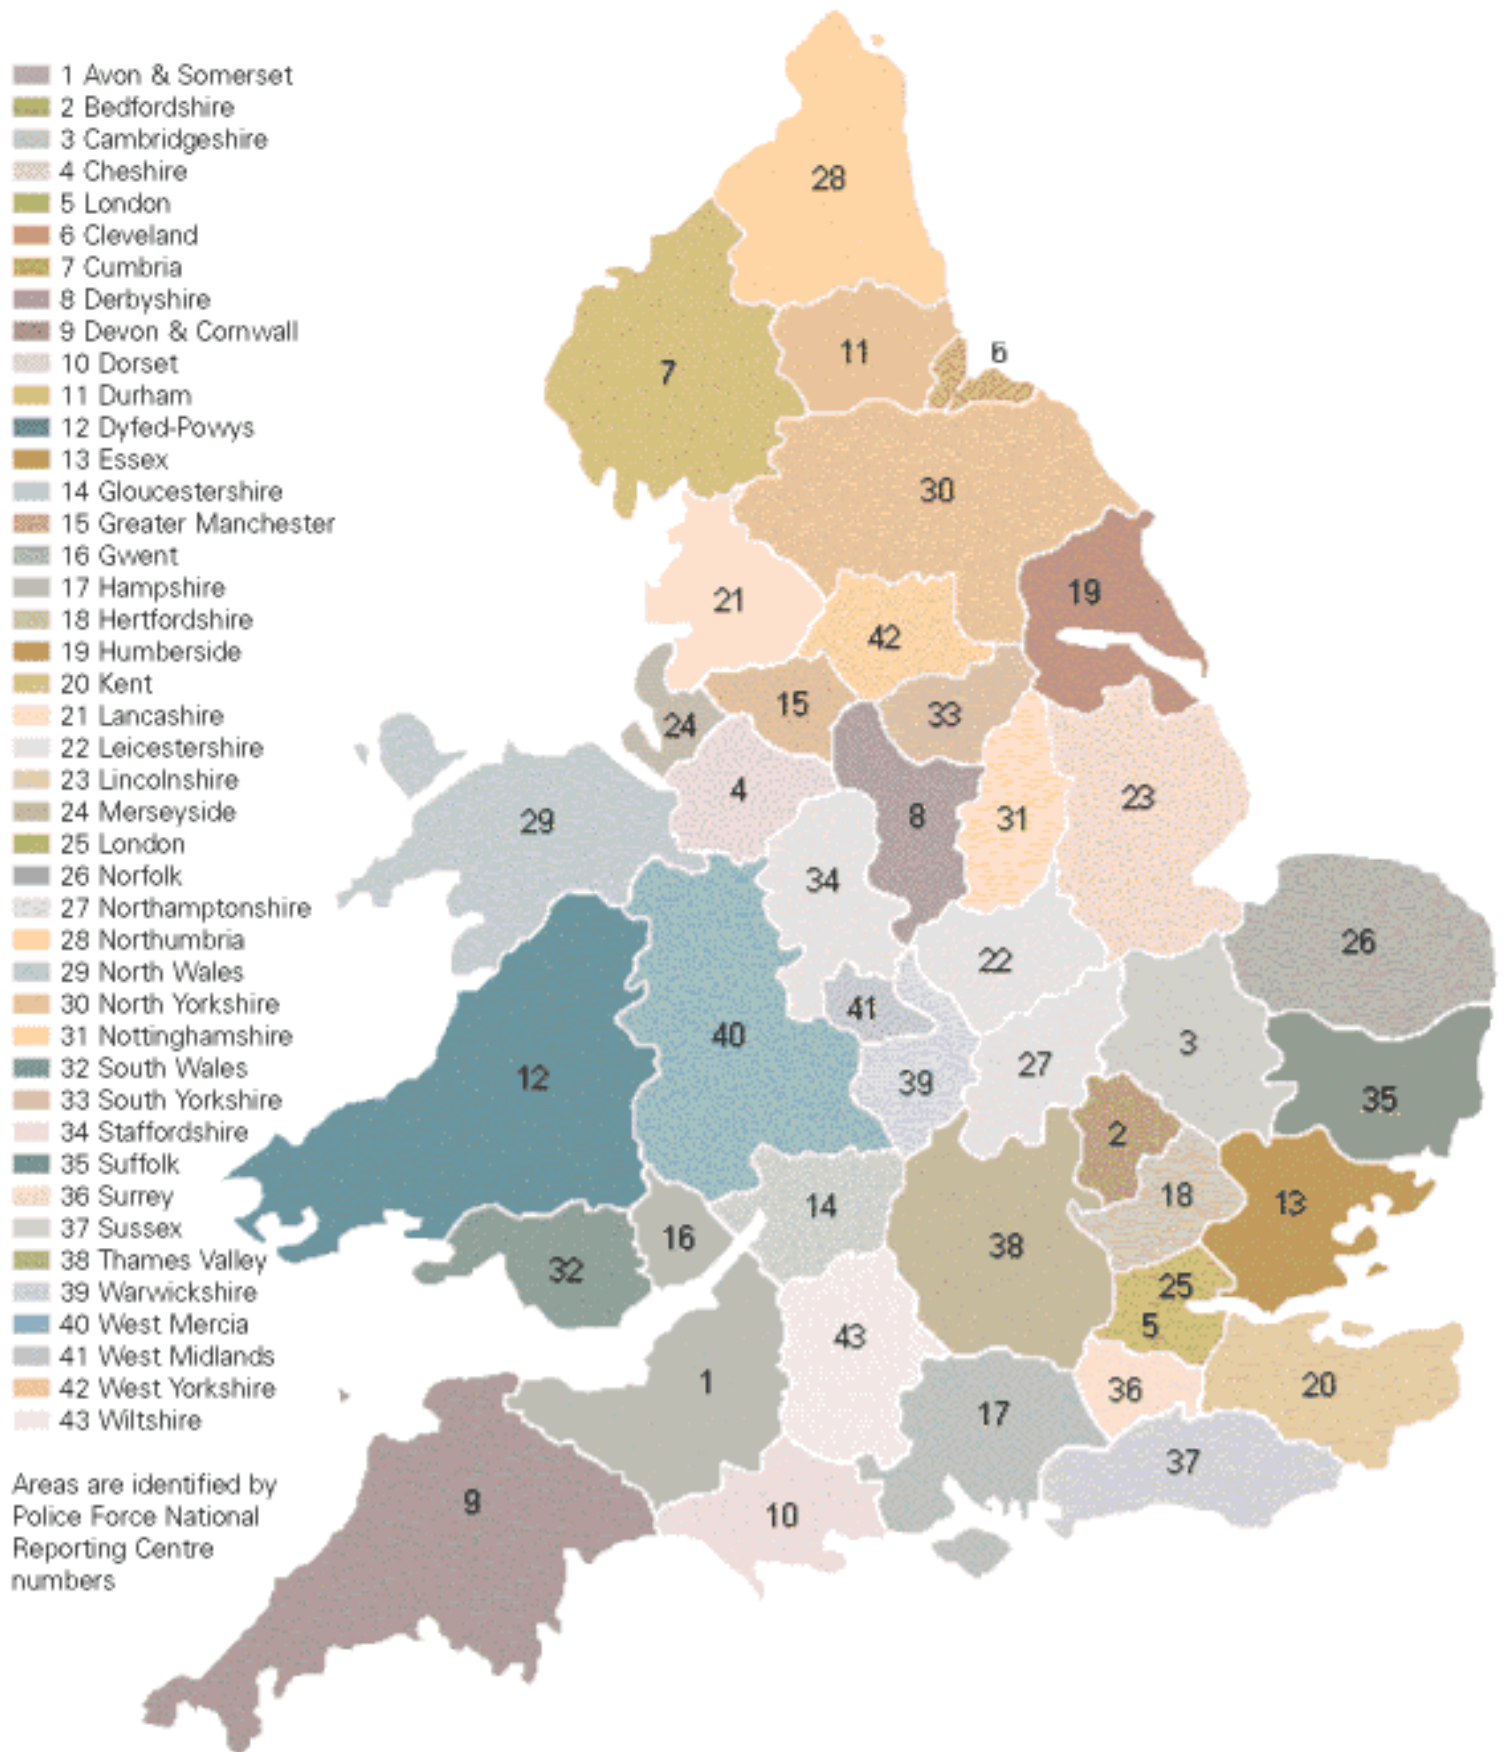 1 Avon & Somerset
2 Bedfordshire
3 Cambridgeshire
4 Cheshire
5 London
6 Cleveland
7 Cumbria
8 Derbyshire
9 Devon & Cornwall
10 Dorset
11 Durham
12 Dyfed-Powys
13 Essex
14 Gloucestershire
15 Greater Manchester
16 Gwent
17 Hampshire
18 Hertfordshire
19 Humberside
20 Kent
21 Lancashire
22 Leicestershire
23 Lincolnshire
24 Merseyside
25 London
26 Norfolk
27 Northamptonshire
28 Northumbria
29 North Wales
30 North Yorkshire
31 Nottinghamshire
32 South Wales
33 South Yorkshire
34 Staffordshire
35 Suffolk
36 Surrey
37 Sussex
38 Thames Valley
39 Warwickshire
40 West Mercia
41 West Midlands
42 West Yorkshire
43 Wiltshire
Areas are identified by
Police Force National
Reporting Centre
numbers
28
11
6
7
30
19
21
42
15
33
24
4
8
31
23
29
34
26
22
41
40
3
27
12
39
35
2
18
13
14
16
38
32
25
5
43
1
36
20
17
37
9
10